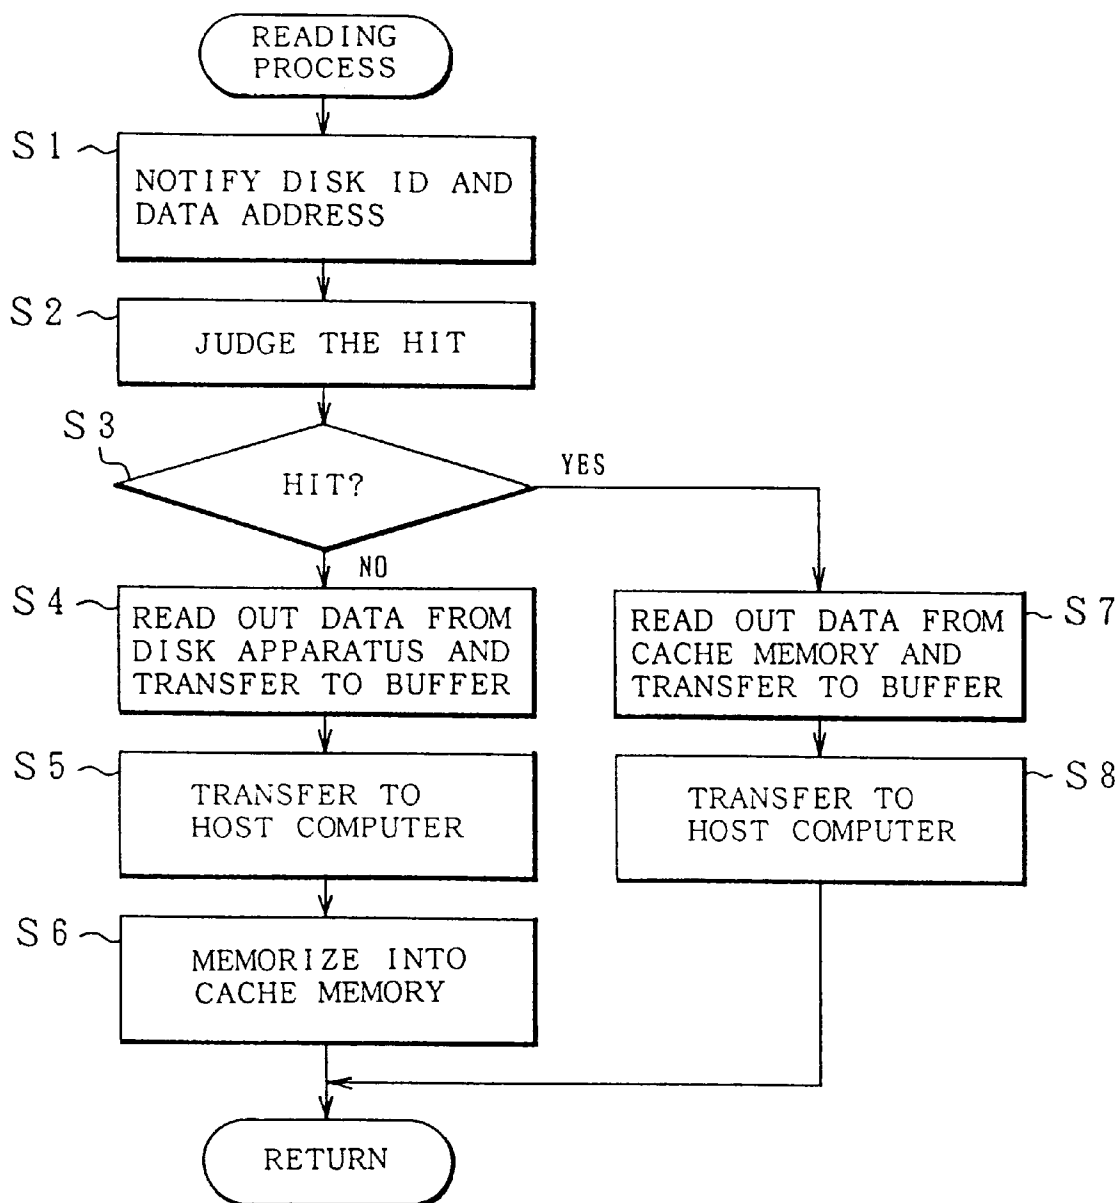 READING
PROCESS
S1
NOTIFY DISK ID AND
DATA ADDRESS
S2
JUDGE THE HIT
S3
HIT?
YES
NO
S4
READ OUT DATA FROM
DISK APPARATUS AND
TRANSFER TO BUFFER
S7
READ OUT DATA FROM
CACHE MEMORY AND
TRANSFER TO BUFFER
S5
TRANSFER TO
HOST COMPUTER
S8
TRANSFER TO
HOST COMPUTER
S6
MEMORIZE INTO
CACHE MEMORY
RETURN